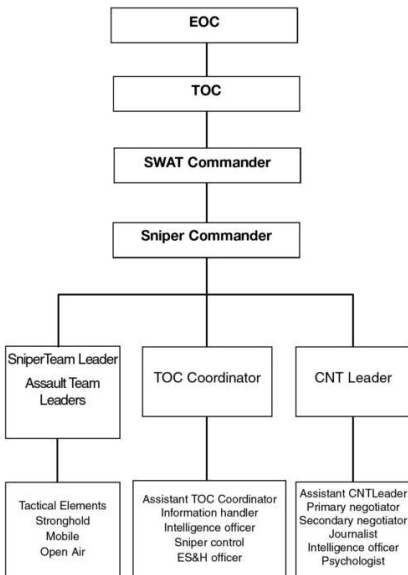 EOC
TOC
SWAT Commander
Sniper Commander
SniperTeam Leader
Assault Team
Leaders
TOC Coordinator
CNT Leader
Tactical Elements
Stronghold
Mobile
Open Air
Assistant TOC Coordinator
Information handler
Intelligence officer
Sniper control
ES&H officer
Assistant CNTLeader
Primary negotiator
Secondary negotiator
Journalist
Intelligence officer
Psychologist